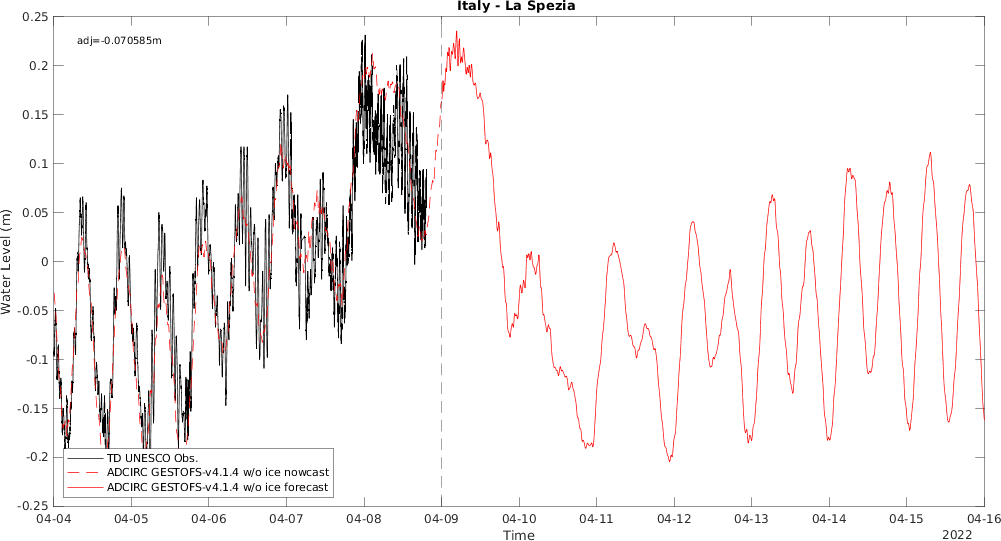 Italy - La Spezia
adj=-0.070585m
0.25
0.2
0.15
0.1
0.05
0
-0.05
-0.1
-0.15
-0.2
-0.25
Water Level (m)
TD UNESCO Obs.
ADCIRC GESTOFS-v4.1.4 w/o ice nowcast
ADCIRC GESTOFS-v4.1.4 w/o ice forecast
04-04 04-05 04-06 04-07 04-08 04-09 04-10 04-11 04-12 04-13 04-14 04-15 04-16
Time
2022